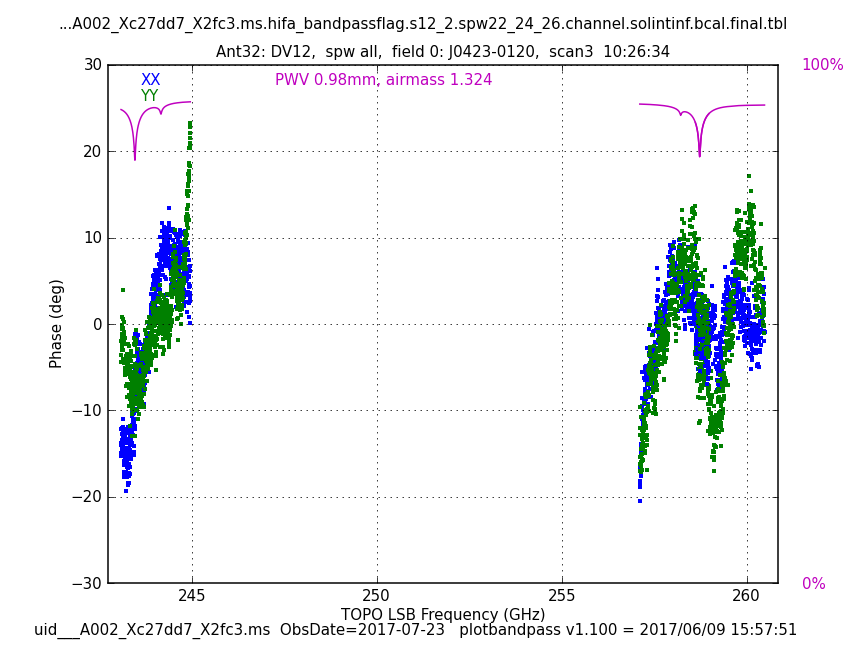 ...A002_Xc27dd7_X2fc3.ms.hifa_bandpassflag.s12_2.spw22_24_26.channel.solintinf.bcal.final.tbl
Ant32: DV12,  spw all,  field 0: J0423-0120,  scan3  10:26:34
30
XX
PWV 0.98mm, airmass 1.324
100%
YY
20
10
0
Phase (deg)
−10
−20
−30
0%
245
250
255
260
TOPO LSB Frequency (GHz)
uid___A002_Xc27dd7_X2fc3.ms  ObsDate=2017-07-23   plotbandpass v1.100 = 2017/06/09 15:57:51